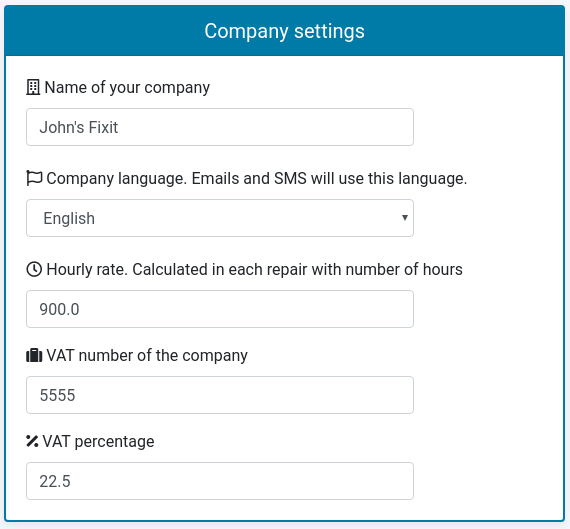 Company settings
Name of your company
John's Fixit
Company language. Emails and SMS will use this language.
English
Hourly rate. Calculated in each repair with number of hours
900.0
VAT number of the company
5555
VAT percentage
22.5